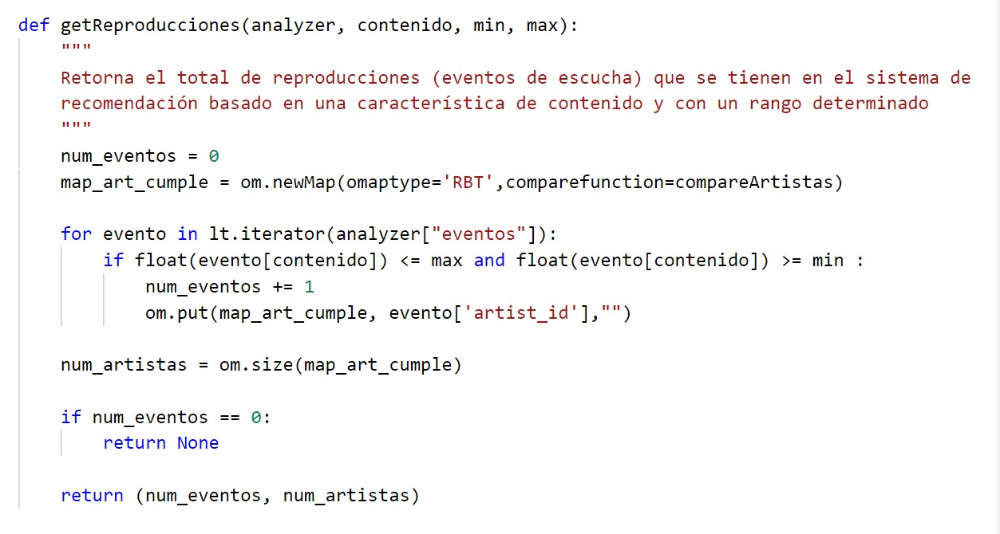 def getReproducciones(analyzer, contenido, min, max):
    """
    Retorna el total de reproducciones (eventos de escucha) que se tienen en el sistema de
    recomendación basado en una característica de contenido y con un rango determinado
    """
    num_eventos = 0
    map_art_cumple = om.newMap(omaptype='RBT',comparefunction=compareArtistas)

    for evento in lt.iterator(analyzer["eventos"]):
        if float(evento[contenido]) <= max and float(evento[contenido]) >= min :
            num_eventos += 1
            om.put(map_art_cumple, evento['artist_id'],"")

    num_artistas = om.size(map_art_cumple)

    if num_eventos == 0:
        return None

    return (num_eventos, num_artistas)